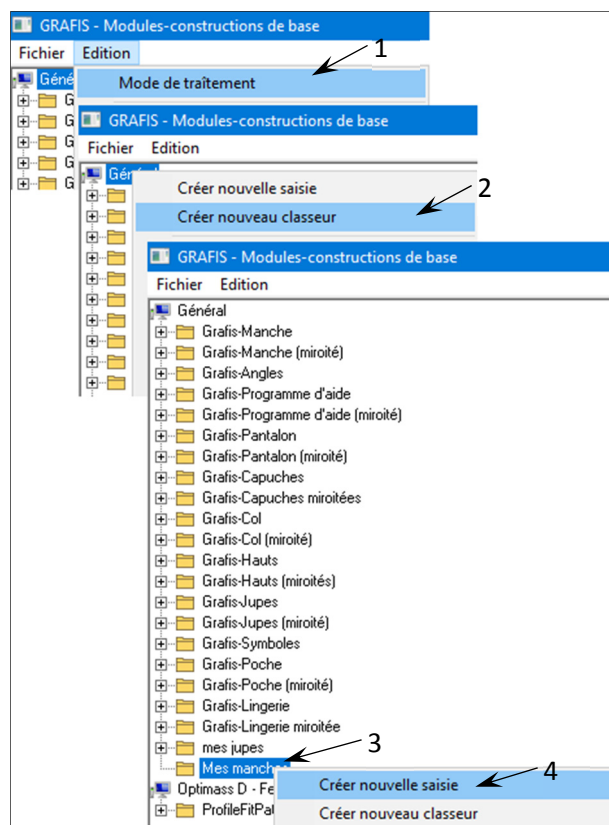 GRAFIS - Modules-constructions de base
1
Fichier Edition
Géné
Mode de traîtement
G
G
G
G
G
GRAFIS - Modules-constructions de base
Fichier Edition
Gén
Créer nouvelle saisie
2
Créer nouveau classeur
GRAFIS - Modules-constructions de base
Fichier Edition
Général
Grafis-Manche
Grafis-Manche (miroité)
Grafis-Angles
Grafis-Programme d'aide
Grafis-Programme d'aide (miroité)
Grafis-Pantalon
Grafis-Pantalon (miroité)
Grafis-Capuches
Grafis-Capuches miroitées
Grafis-Col
Grafis-Col (miroité)
Grafis-Hauts
Grafis-Hauts (miroités)
Grafis-Jupes
Grafis-Jupes (miroité)
Grafis-Symboles
Grafis-Poche
Grafis-Poche (miroité)
Grafis-Lingerie
Grafis-Lingerie miroitée
mes jupes
3
Mes manches
4
Optimass D - Fe
Créer nouvelle saisie
ProfileFitPa
Créer nouveau classeur